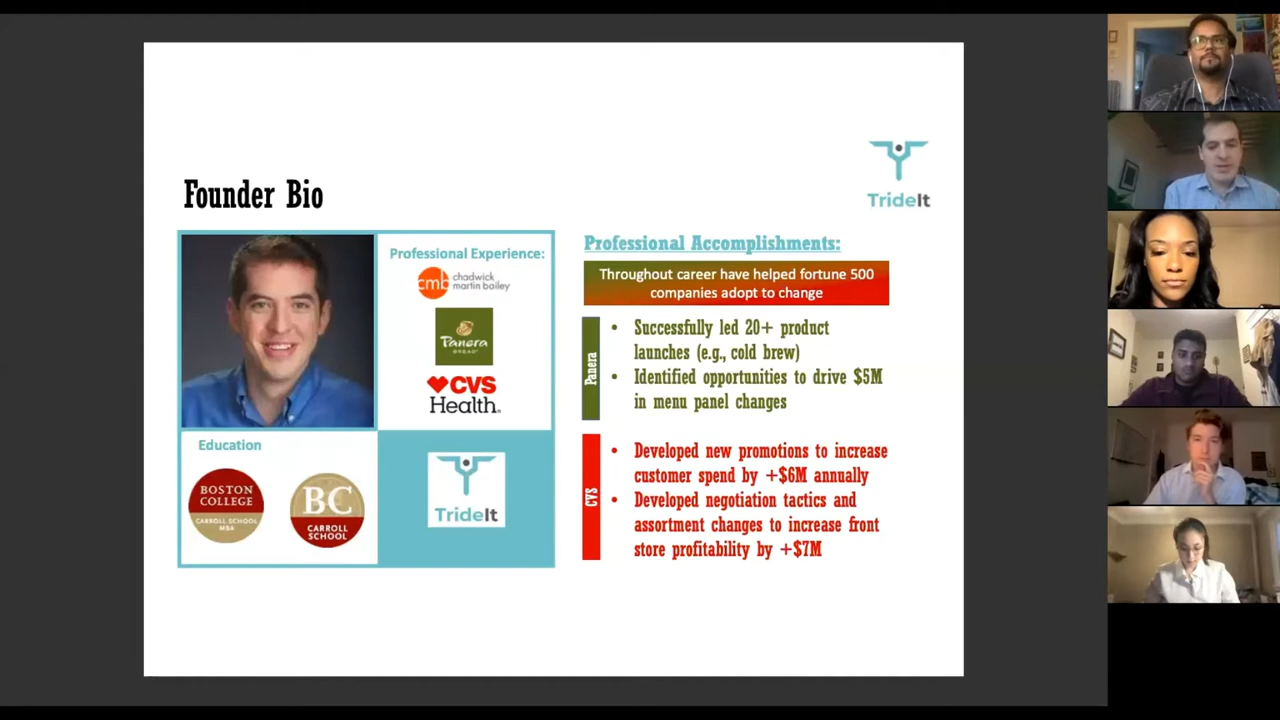 TrideIt
Founder Bio
Professional Experience:
cmb chadwick
martin bailey
Panera
BREAD
CVS
Health
Education
BOSTON
COLLEGE
CARROLL SCHOOL
MBA
BC
CARROLL
SCHOOL
TrideIt
Professional Accomplishments:
Throughout career have helped fortune 500
companies adopt to change
Panera
• Successfully led 20+ product
launches (e.g., cold brew)
• Identified opportunities to drive $5M
in menu panel changes
CVS
• Developed new promotions to increase
customer spend by +$6M annually
• Developed negotiation tactics and
assortment changes to increase front
store profitability by +$7M